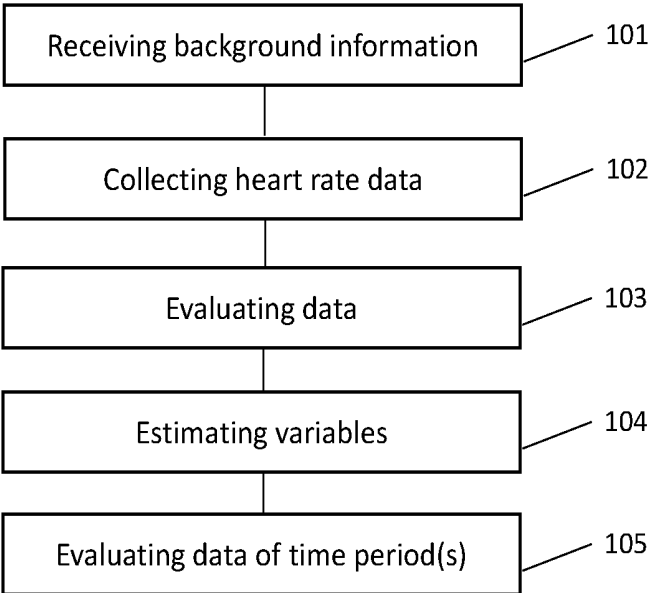 Receiving background information
101
Collecting heart rate data
102
Evaluating data
103
Estimating variables
104
Evaluating data of time period(s)
105